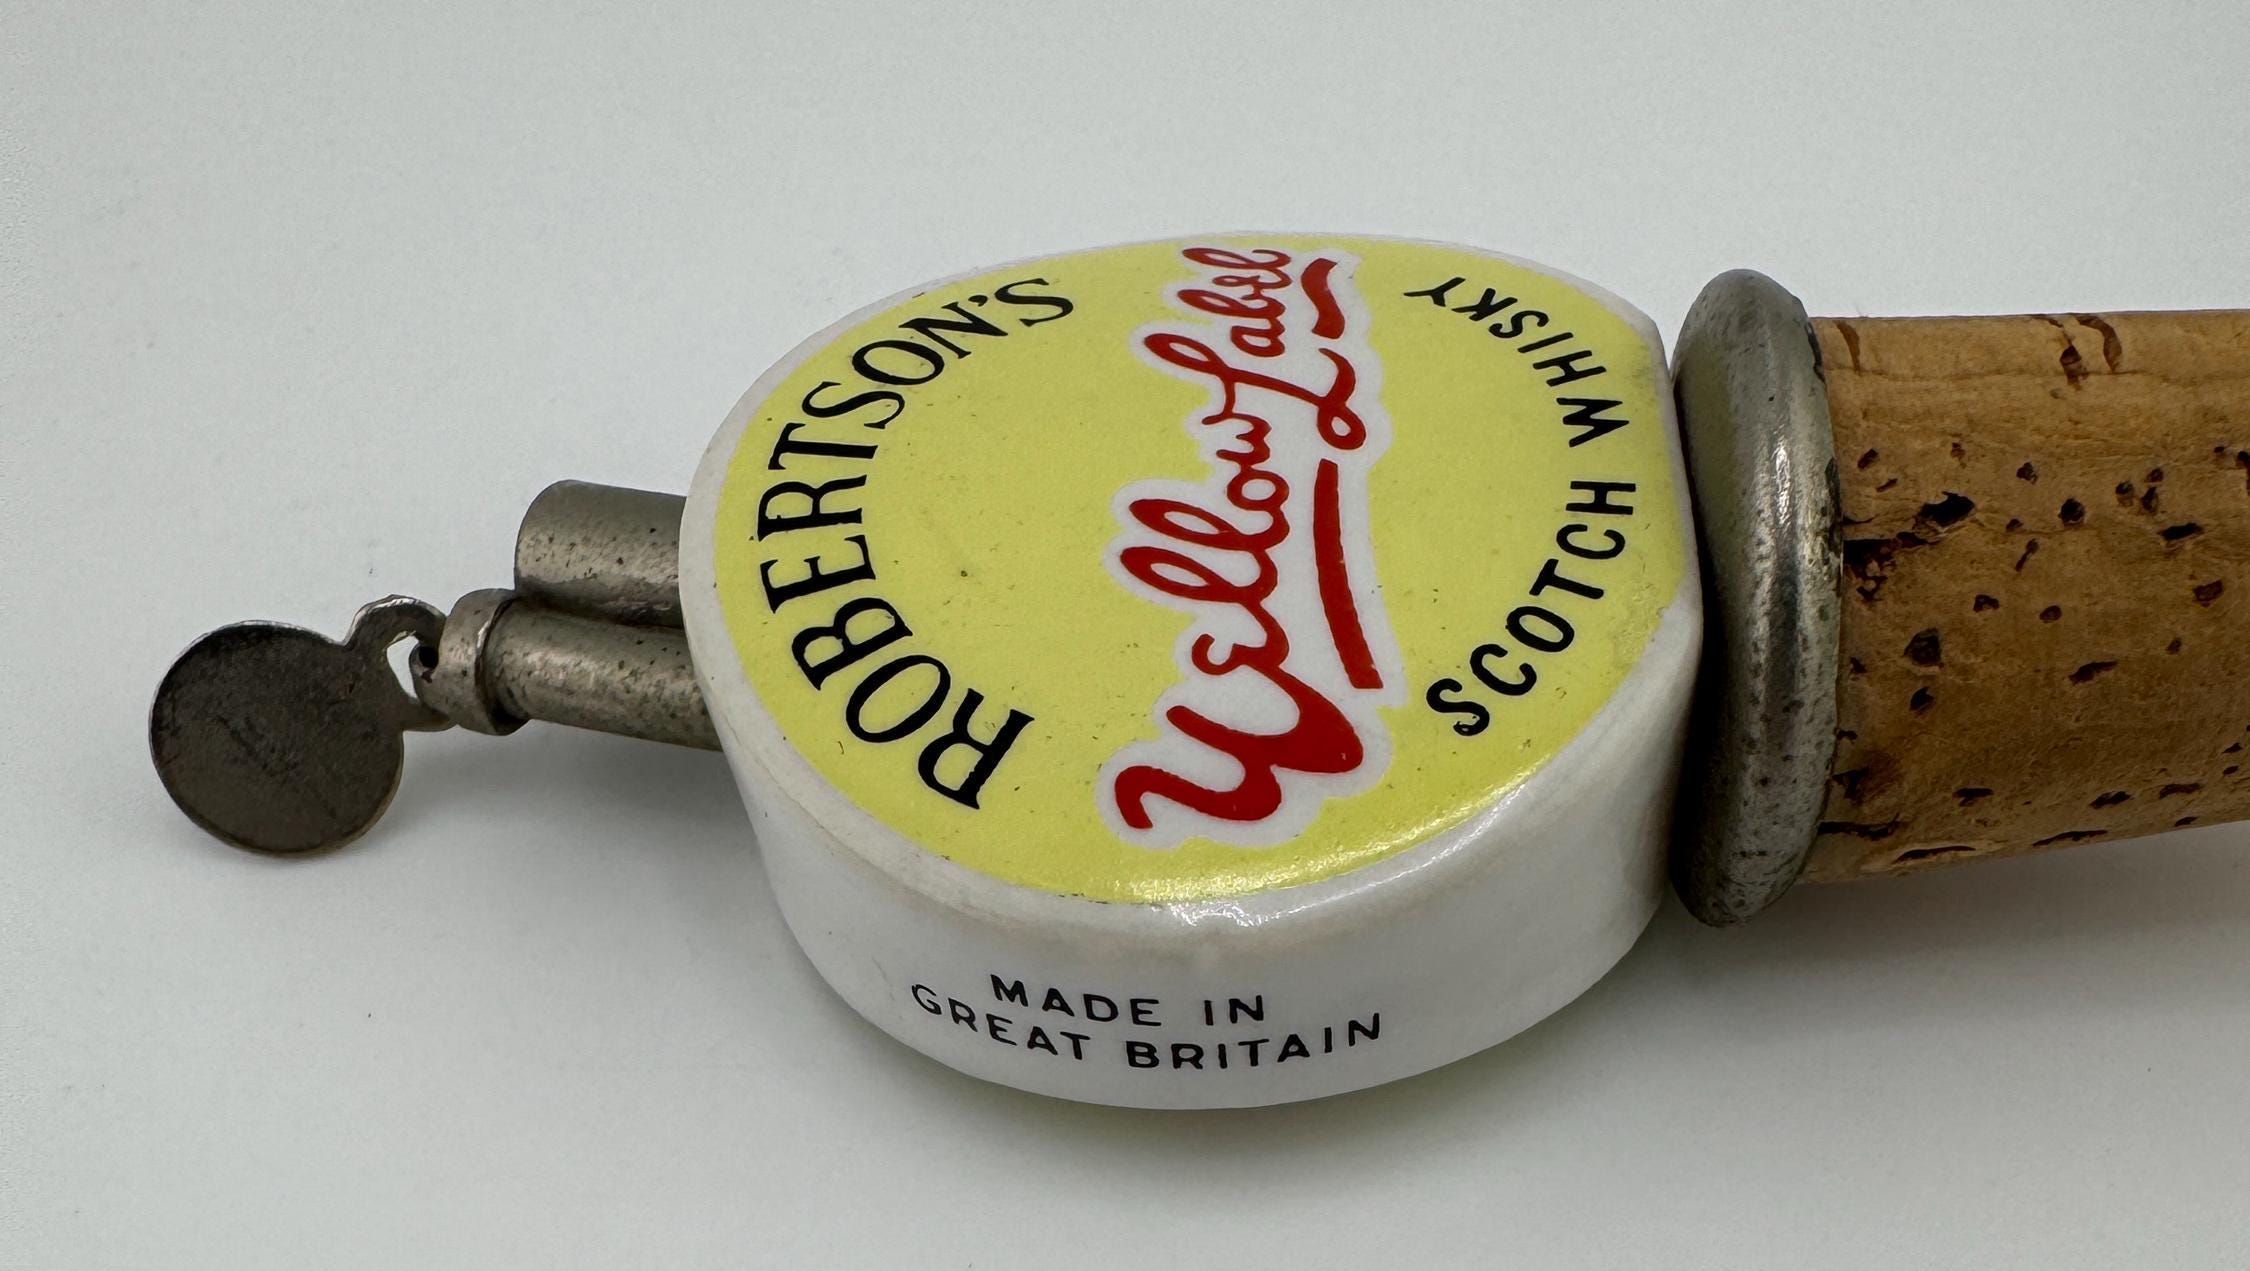 ROBERTSON'S
Yellow Label
SCOTCH WHISKY
MADE IN
GREAT BRITAIN